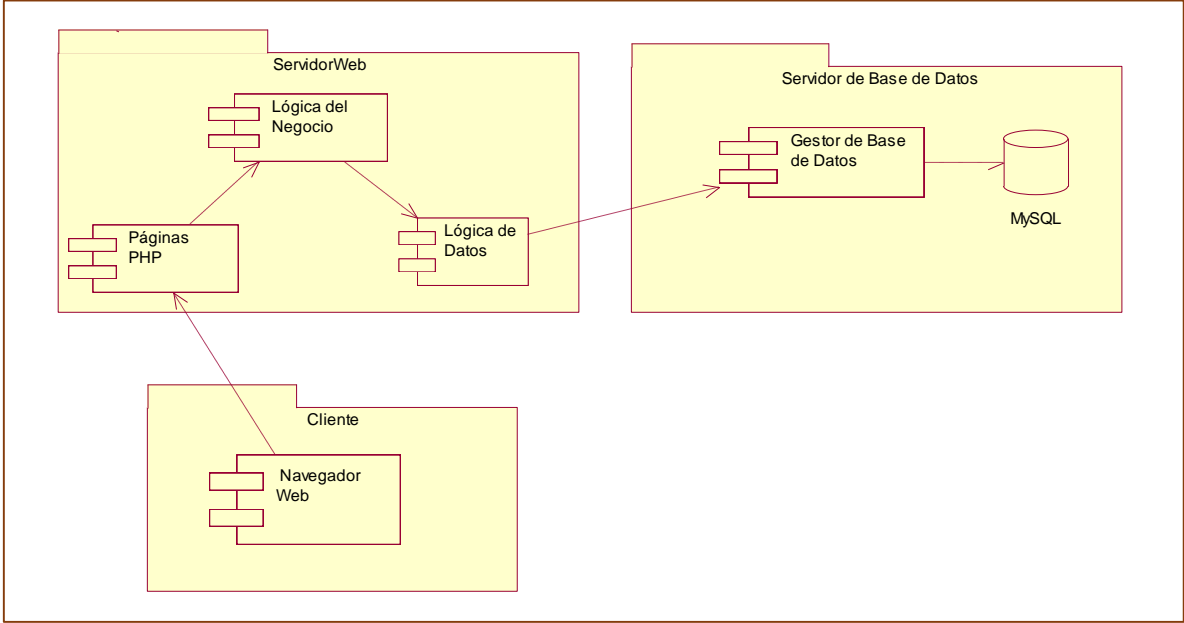 ServidorWeb
Lógica del
Negocio
Páginas
PHP
Lógica de
Datos
Servidor de Base de Datos
Gestor de Base
de Datos
MySQL
Cliente
Navegador
Web